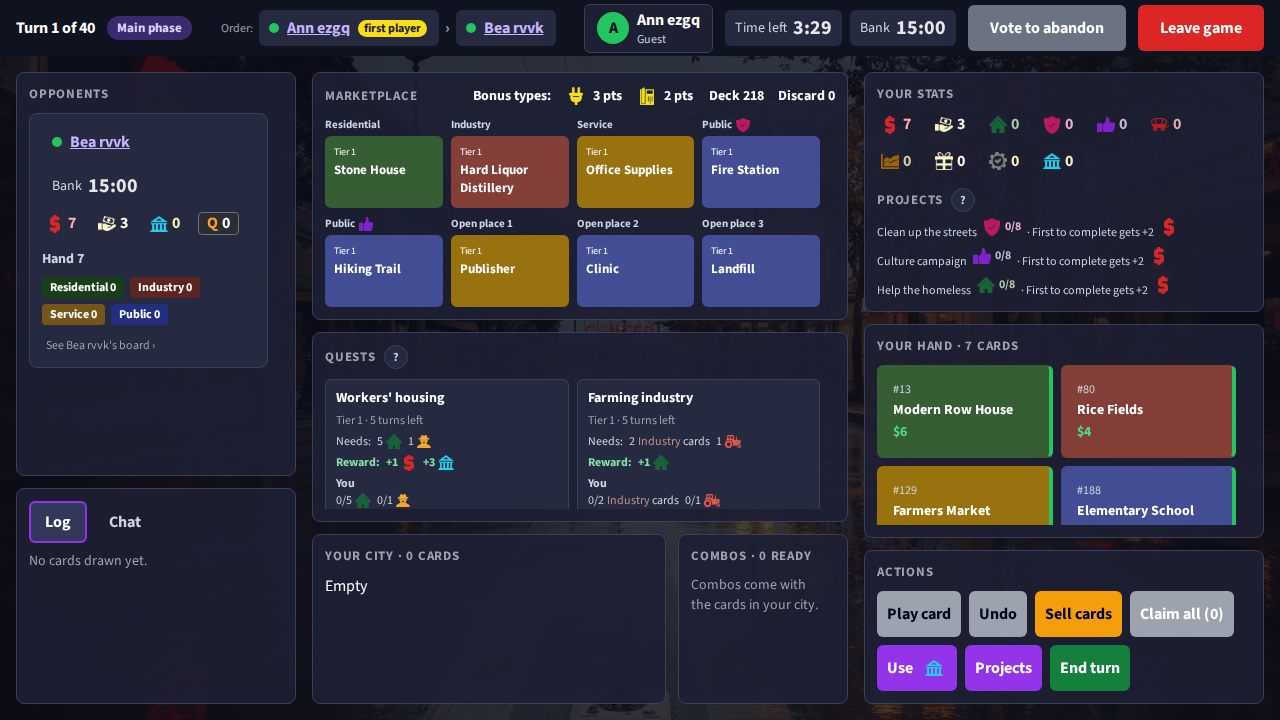 Turn 1 of 40 Main phase Order: Ann ezgq first player › Bea rvvk A Ann ezgq Guest Time left 3:29 Bank 15:00 Vote to abandon Leave game
OPPONENTS
Bea rvvk
Bank 15:00
7 3 0 Q 0
Hand 7
Residential 0 Industry 0
Service 0 Public 0
See Bea rvvk's board ›
Log Chat
No cards drawn yet.
MARKETPLACE Bonus types: 3 pts 2 pts Deck 218 Discard 0
Residential Industry Service Public
Tier 1 Tier 1 Tier 1 Tier 1
Stone House Hard Liquor Distillery Office Supplies Fire Station
Public Open place 1 Open place 2 Open place 3
Tier 1 Tier 1 Tier 1 Tier 1
Hiking Trail Publisher Clinic Landfill
QUESTS ?
Workers' housing
Tier 1 · 5 turns left
Needs: 5 1
Reward: +1 +3
You
0/5 0/1
Farming industry
Tier 1 · 5 turns left
Needs: 2 Industry cards 1
Reward: +1
You
0/2 Industry cards 0/1
YOUR CITY · 0 CARDS
Empty
COMBOS · 0 READY
Combos come with
the cards in your city.
YOUR STATS
7 3 0 0 0 0
0 0 0 0
PROJECTS ?
Clean up the streets 0/8 · First to complete gets +2
Culture campaign 0/8 · First to complete gets +2
Help the homeless 0/8 · First to complete gets +2
YOUR HAND · 7 CARDS
#13 #80
Modern Row House Rice Fields
$6 $4
#129 #188
Farmers Market Elementary School
ACTIONS
Play card Undo Sell cards Claim all (0)
Use Projects End turn